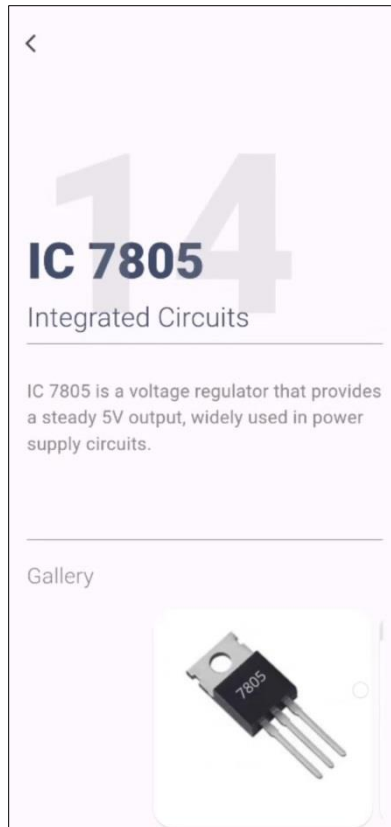 14
IC 7805
Integrated Circuits
IC 7805 is a voltage regulator that provides
a steady 5V output, widely used in power
supply circuits.
Gallery
7805